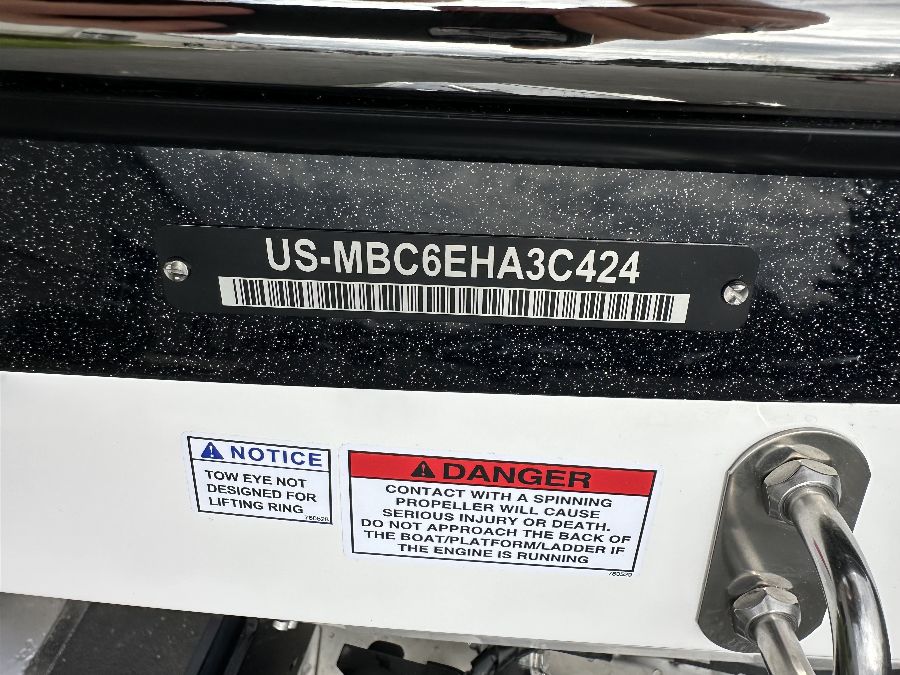 US-MBC6EHA3C424
NOTICE
TOW EYE NOT
DESIGNED FOR
LIFTING RING
DANGER
CONTACT WITH A SPINNING
PROPELLER WILL CAUSE
SERIOUS INJURY OR DEATH.
DO NOT APPROACH THE BACK OF
THE BOAT/PLATFORM/LADDER IF
THE ENGINE IS RUNNING